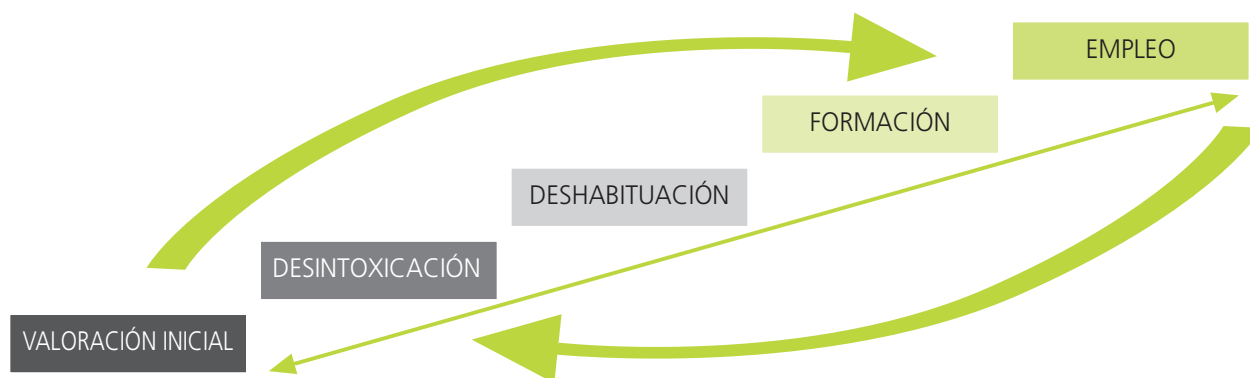 EMPLEO
FORMACIÓN
DESHABITUACIÓN
DESINTOXICACIÓN
VALORACIÓN INICIAL